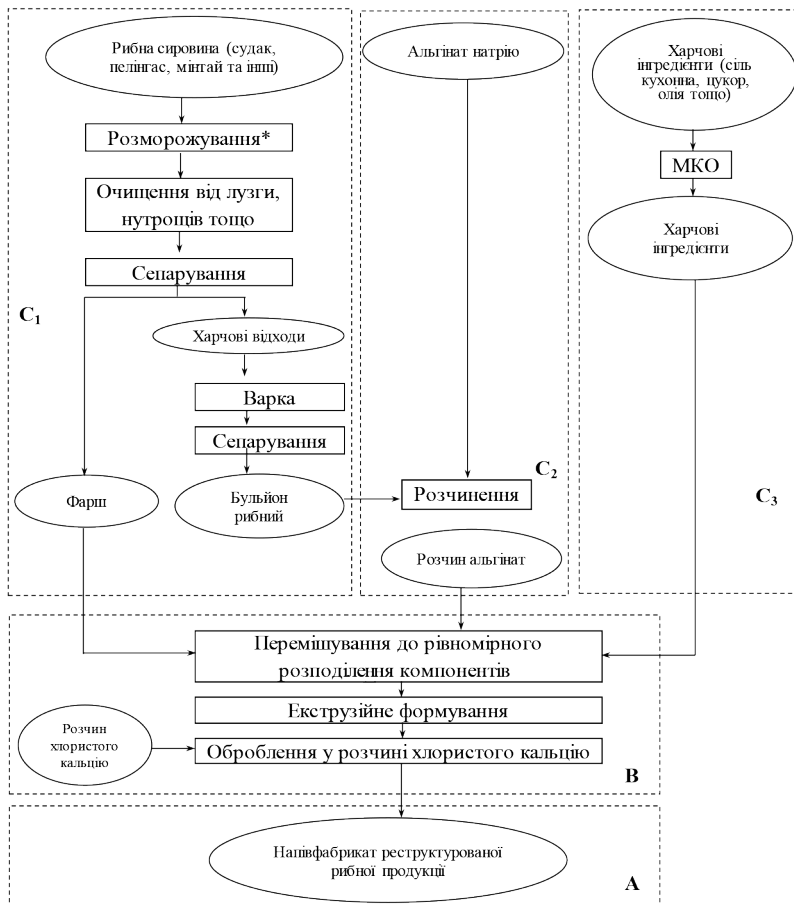 Рибна сировина (судак,
пелінгас, мінтай та інші)
Розморожування*
Очищення від лузги,
нутрощів тощо
Сепарування
Харчові відходи
Варка
Сепарування
Фарш
Бульйон
рибний
C1
Альгінат натрію
C2
Розчинення
Розчин альгінат
Харчові
інгредієнти (сіль
кухонна, цукор,
олія тощо)
МКО
Харчові
інгредієнти
C3
Перемішування до рівномірного
розподілення компонентів
Екструзійне формування
Розчин
хлористого
кальцію
Оброблення у розчині хлористого кальцію
B
Напівфабрикат реструктурованої
рибної продукції
A